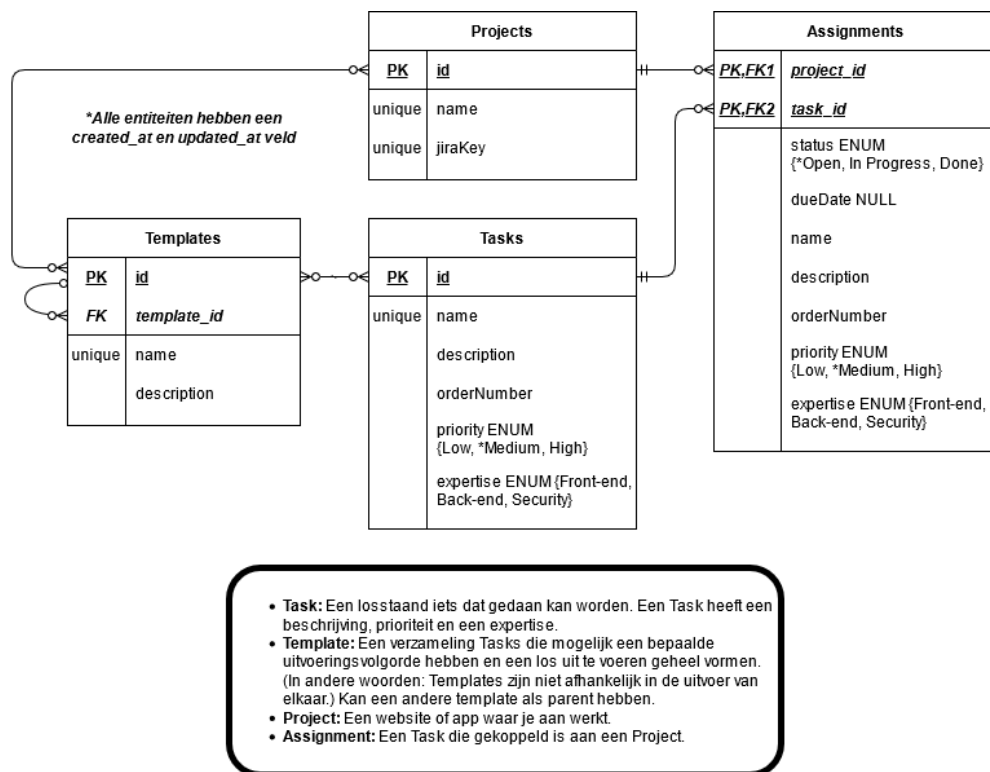 Projects
PK id
unique name
unique jiraKey
Assignments
PK,FK1 project_id
PK,FK2 task_id
status ENUM
{*Open, In Progress, Done}
dueDate NULL
name
description
orderNumber
priority ENUM
{Low, *Medium, High}
expertise ENUM {Front-end,
Back-end, Security}
*Alle entiteiten hebben een
created_at en updated_at veld
Templates
PK id
FK template_id
unique name
description
Tasks
PK id
unique name
description
orderNumber
priority ENUM
{Low, *Medium, High}
expertise ENUM {Front-end,
Back-end, Security}
• Task: Een losstaand iets dat gedaan kan worden. Een Task heeft een
beschrijving, prioriteit en een expertise.
• Template: Een verzameling Tasks die mogelijk een bepaalde
uitvoeringsvolgorde hebben en een los uit te voeren geheel vormen.
(In andere woorden: Templates zijn niet afhankelijk in de uitvoer van
elkaar.) Kan een andere template als parent hebben.
• Project: Een website of app waar je aan werkt.
• Assignment: Een Task die gekoppeld is aan een Project.